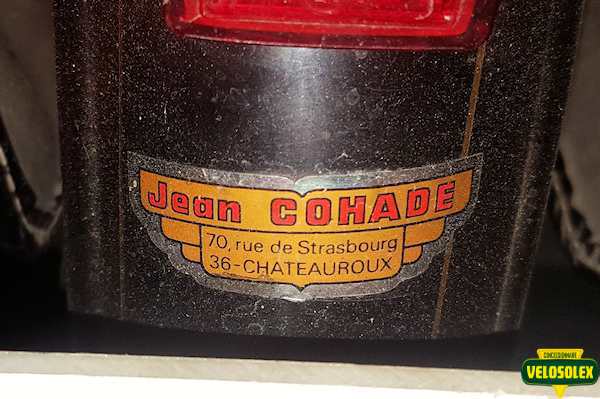 Jean COHADE
70, rue de Strasbourg
36-CHATEAUROUX
CONCESSIONNAIRE
VELOSOLEX